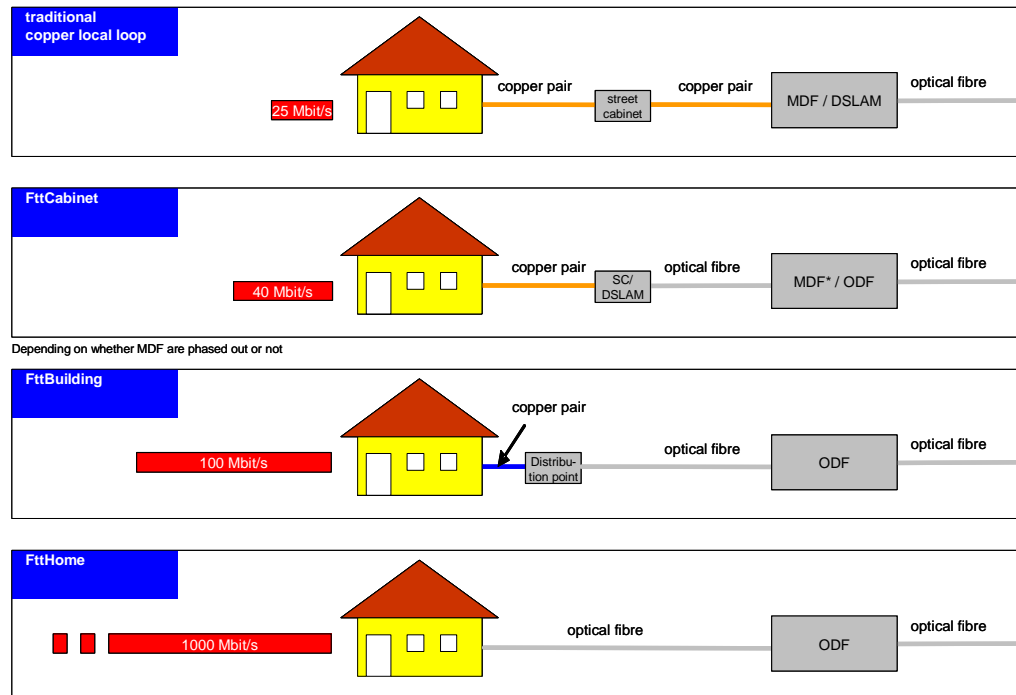 traditional
copper local loop
25 Mbit/s
copper pair
street
cabinet
copper pair
MDF / DSLAM
optical fibre
FttCabinet
40 Mbit/s
copper pair
SC/
DSLAM
optical fibre
MDF* / ODF
optical fibre
Depending on whether MDF are phased out or not
FttBuilding
100 Mbit/s
copper pair
Distribu-
tion point
optical fibre
ODF
optical fibre
FttHome
1000 Mbit/s
optical fibre
ODF
optical fibre